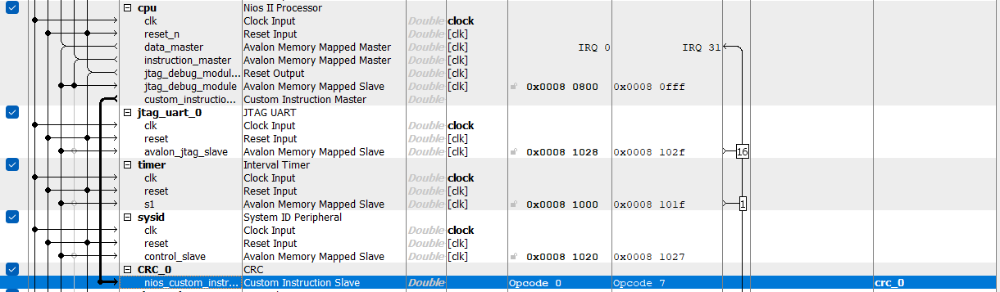 cpu Nios II Processor
clk Clock Input Double clock
reset_n Reset Input Double [clk]
data_master Avalon Memory Mapped Master Double [clk] IRQ 0 IRQ 31
instruction_master Avalon Memory Mapped Master Double [clk]
jtag_debug_modul... Reset Output Double [clk]
jtag_debug_module Avalon Memory Mapped Slave Double [clk] 0x0008 0800 0x0008 0fff
custom_instructio... Custom Instruction Master Double
jtag_uart_0 JTAG UART
clk Clock Input Double clock
reset Reset Input Double [clk]
avalon_jtag_slave Avalon Memory Mapped Slave Double [clk] 0x0008 1028 0x0008 102f 16
timer Interval Timer
clk Clock Input Double clock
reset Reset Input Double [clk]
s1 Avalon Memory Mapped Slave Double [clk] 0x0008 1000 0x0008 101f 1
sysid System ID Peripheral
clk Clock Input Double clock
reset Reset Input Double [clk]
control_slave Avalon Memory Mapped Slave Double [clk] 0x0008 1020 0x0008 1027
CRC_0 CRC
nios_custom_instr... Custom Instruction Slave Double Opcode 0 Opcode 7 crc_0